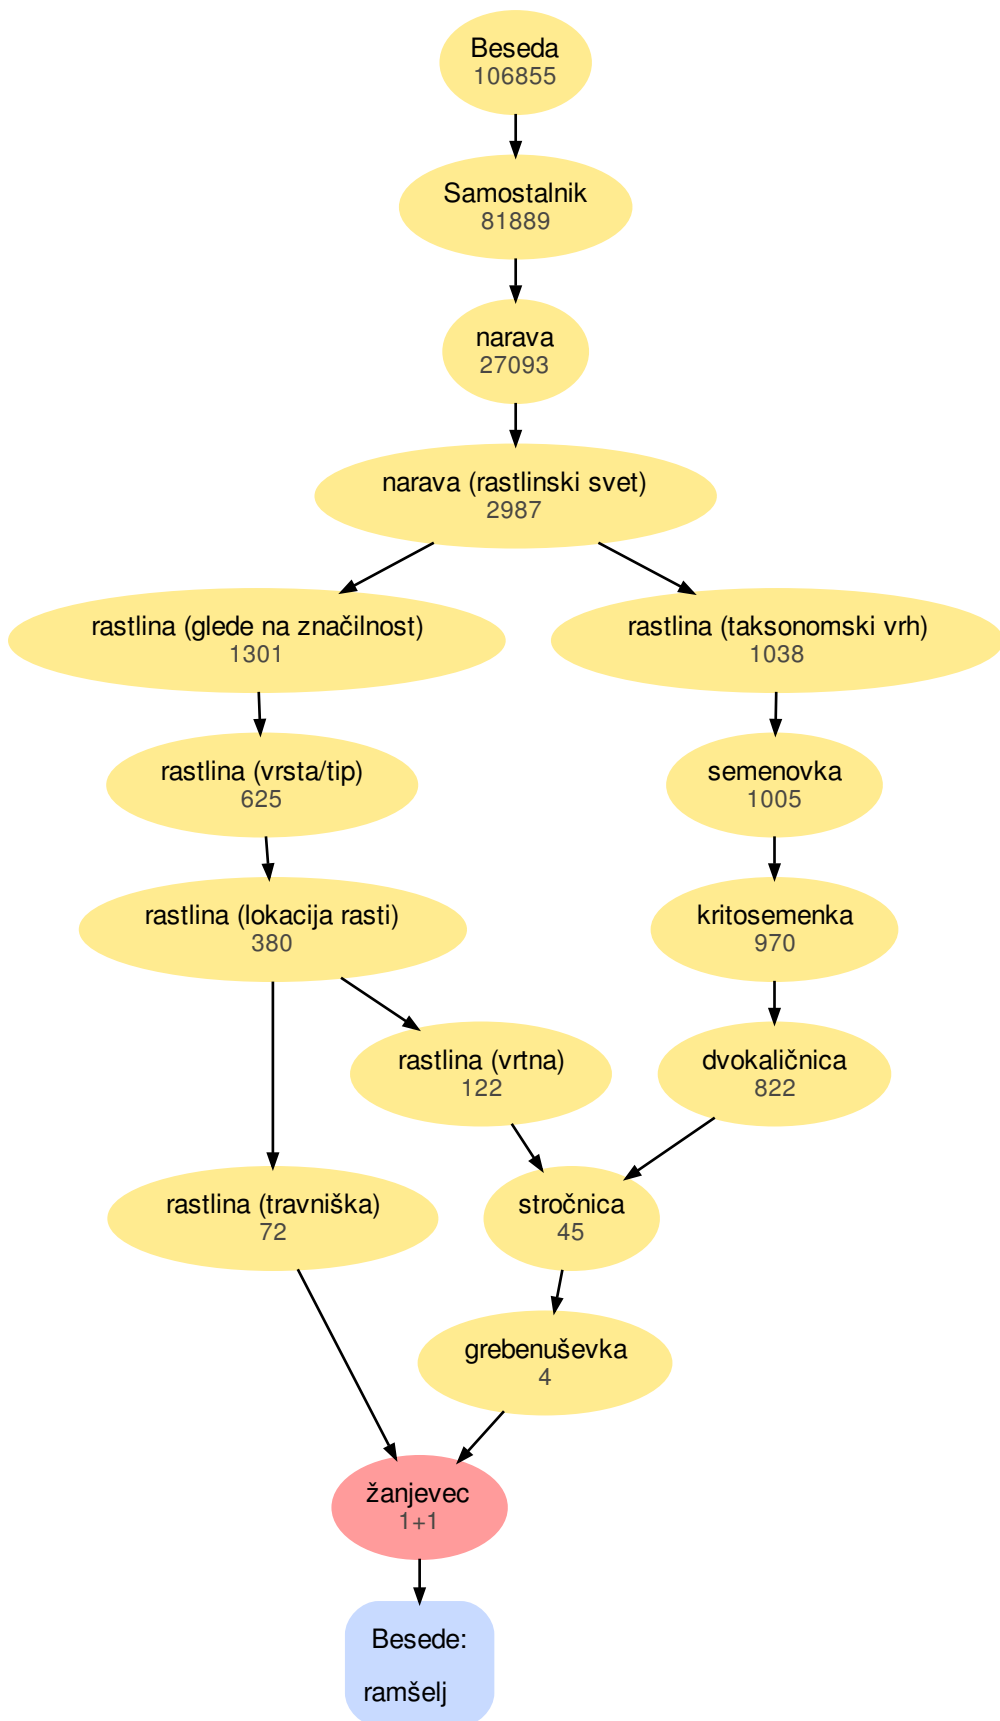 Beseda
106855
Samostalnik
81889
narava
27093
narava (rastlinski svet)
2987
rastlina (glede na značilnost)
1301
rastlina (taksonomski vrh)
1038
rastlina (vrsta/tip)
625
semenovka
1005
rastlina (lokacija rasti)
380
kritosemenka
970
rastlina (vrtna)
122
dvokaličnica
822
rastlina (travniška)
72
stročnica
45
grebenuševka
4
žanjevec
1+1
Besede:
ramšelj